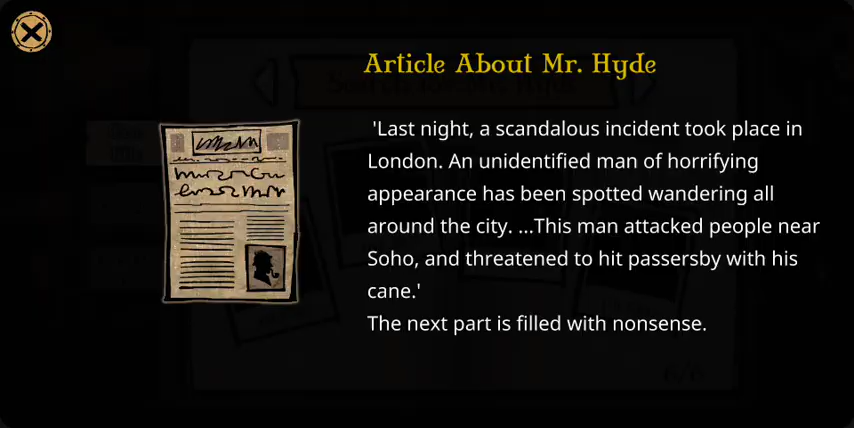 Article About Mr. Hyde
'Last night, a scandalous incident took place in
London. An unidentified man of horrifying
appearance has been spotted wandering all
around the city. ...This man attacked people near
Soho, and threatened to hit passersby with his
cane.'
The next part is filled with nonsense.
6/6